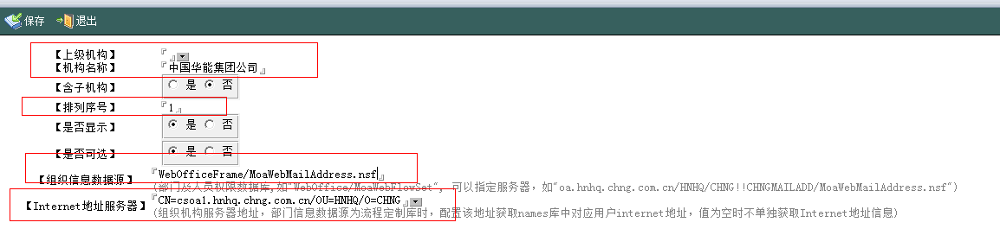 保存 退出
【上级机构】
【机构名称】 中国华能集团公司
【含子机构】 是 否
【排列序号】 1
【是否显示】 是 否
【是否可选】 是 否
【组织信息数据源】 WebOfficeFrame/MoaWebMailAddress.nsf
(部门及人员权限数据库,如"WebOffice/MoaWebFlowSet", 可以指定服务器, 如"oa.hnhq.chng.com.cn/HNHQ/CHNG!!CHNGMAILADD/MoaWebMailAddress.nsf")
【Internet地址服务器】 CN=csoa1.hnhq.chng.com.cn/OU=HNHQ/O=CHNG
(组织机构服务器地址, 部门信息数据源为流程定制库时, 配置该地址获取names库中对应用户internet地址, 值为空时不单独获取Internet地址信息)